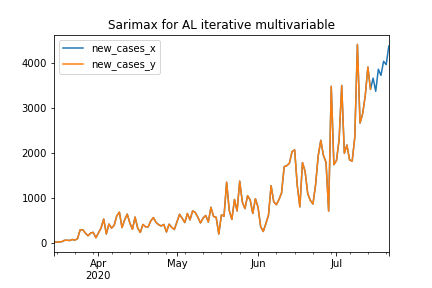 Sarimax for AL iterative multivariable
new_cases_x
new_cases_y
4000
3000
2000
1000
0
Apr
2020
May
Jun
Jul